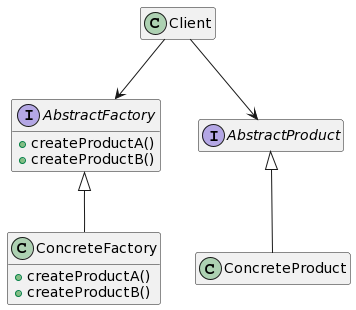 C Client
I AbstractFactory
createProductA()
createProductB()
I AbstractProduct
C ConcreteFactory
createProductA()
createProductB()
C ConcreteProduct